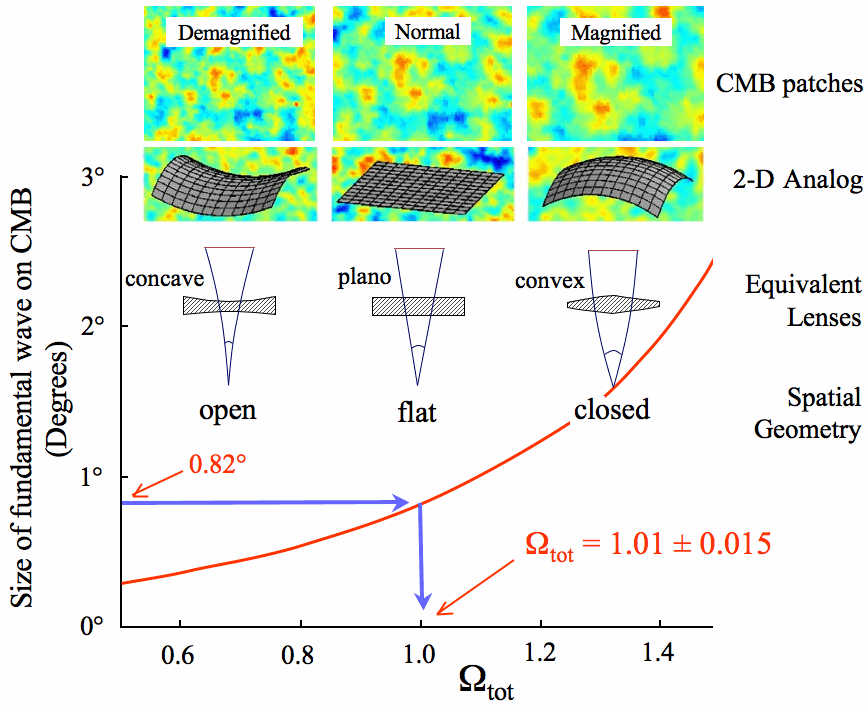 Demagnified
Normal
Magnified
CMB patches
2-D Analog
concave
plano
convex
Equivalent
Lenses
open
flat
closed
Spatial
Geometry
Size of fundamental wave on CMB
(Degrees)
3°
2°
1°
0°
0.82°
Ωtot = 1.01 ± 0.015
0.6
0.8
1.0
1.2
1.4
Ωtot